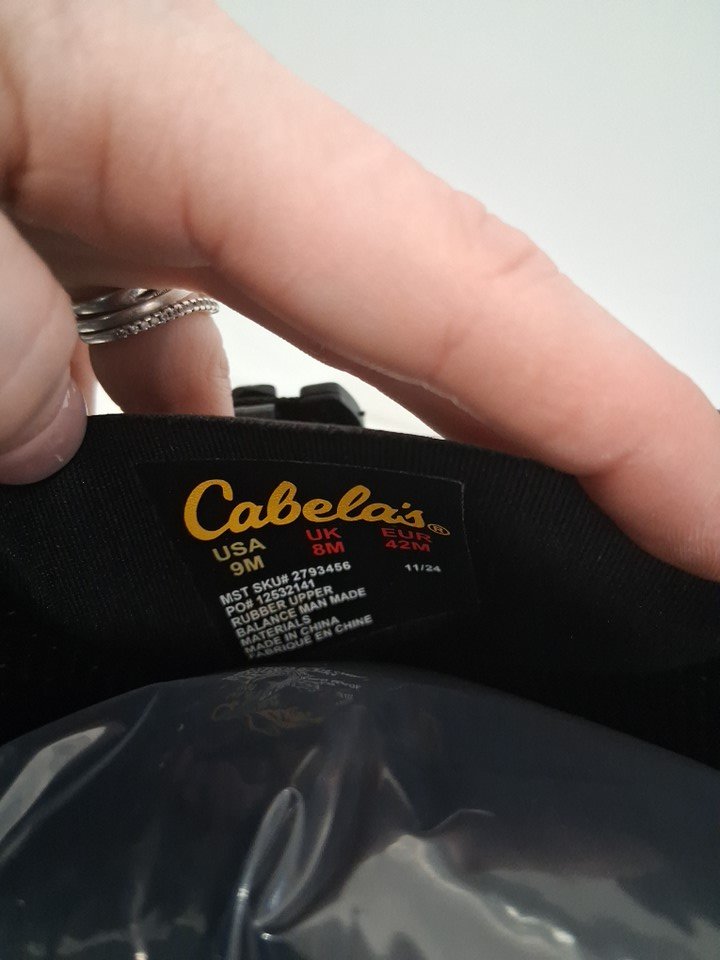 Cabela's®
USA UK EUR
9M 8M 42M
MST SKU# 2793456 11/24
PO# 12532141
RUBBER UPPER
BALANCE MAN MADE
MATERIALS
MADE IN CHINA
FABRIQUE EN CHINE